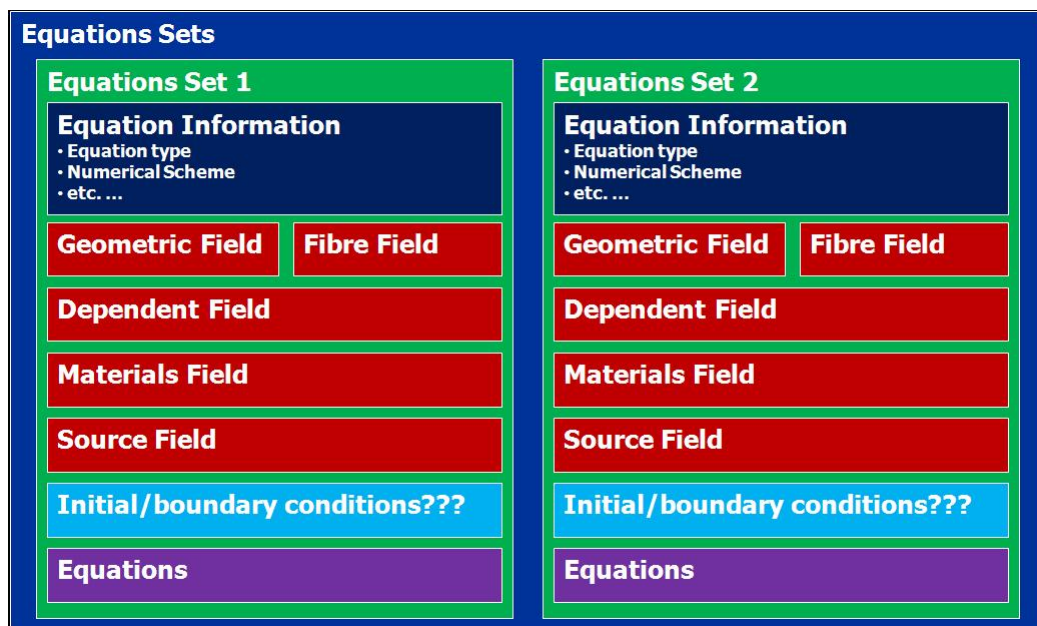 Equations Sets
Equations Set 1
Equation Information
• Equation type
• Numerical Scheme
• etc. ...
Geometric Field
Fibre Field
Dependent Field
Materials Field
Source Field
Initial/boundary conditions???
Equations
Equations Set 2
Equation Information
• Equation type
• Numerical Scheme
• etc. ...
Geometric Field
Fibre Field
Dependent Field
Materials Field
Source Field
Initial/boundary conditions???
Equations